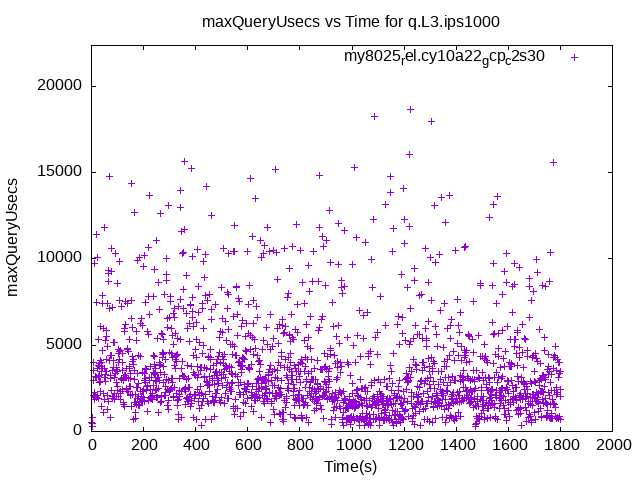 maxQueryUsecs vs Time for q.L3.ips1000
my8025rel.cy10a22gcpc2s30
maxQueryUsecs
20000
15000
10000
5000
0
0 200 400 600 800 1000 1200 1400 1600 1800 2000
Time(s)